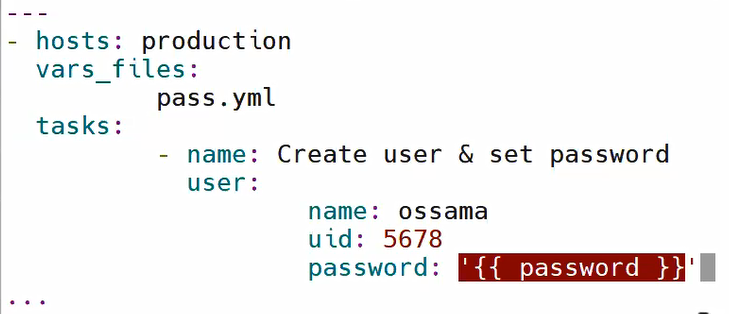 ---
- hosts: production
  vars_files:
          pass.yml
  tasks:
          - name: Create user & set password
            user:
                    name: ossama
                    uid: 5678
                    password: '{{ password }}'
...